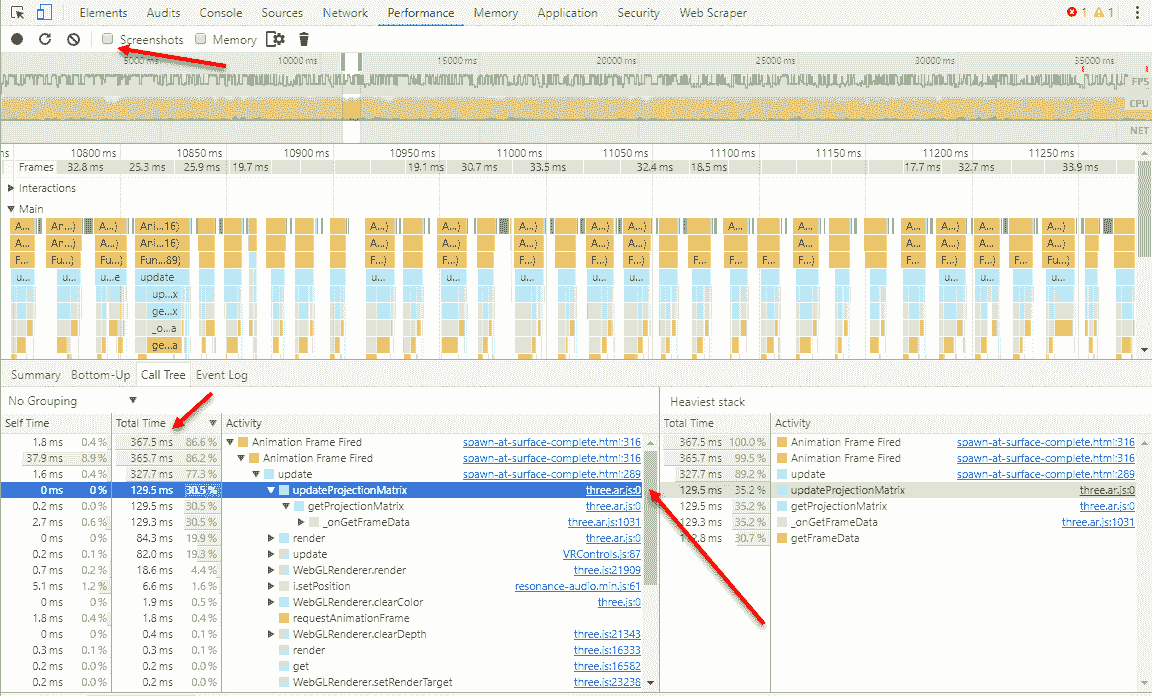 Elements Audits Console Sources Network Performance Memory Application Security Web Scraper 1 1
Screenshots Memory
5000 ms 10000 ms 15000 ms 20000 ms 25000 ms 30000 ms 35000 ms
FPS
CPU
NET
ns 10800 ms 10850 ms 10900 ms 10950 ms 11000 ms 11050 ms 11100 ms 11150 ms 11200 ms 11250 ms
Frames 32.8 ms 25.3 ms 25.9 ms 19.7 ms 19.1 ms 30.7 ms 33.5 ms 32.4 ms 18.5 ms 17.7 ms 32.7 ms 33.9 ms
Interactions
Main
A... Ar...) A...) Ani...16) A...) A...) A...) A...) A...) A... A... A... A...) A... A...)
A... Ar...) A...) Ani...16) A...) A...) A...) A...) A...) A... A...) A... A...)
F... Fu...) Fu...) Fun...89) F...) F...) F...) F...) F...) F... F... F... F... F... F...) F... F... Fu...)
u... u... u...e update u... u... u... u... u... u... u... u...
up...x
ge...x
_o...a
ge...a
Summary Bottom-Up Call Tree Event Log
No Grouping Heaviest stack
Self Time Total Time Activity Total Time Activity
1.8 ms 0.4 % 367.5 ms 86.6 % Animation Frame Fired spawn-at-surface-complete.html:316 367.5 ms 100.0 % Animation Frame Fired spawn-at-surface-complete.html:316
37.9 ms 8.9 % 365.7 ms 86.2 % Animation Frame Fired spawn-at-surface-complete.html:316 365.7 ms 99.5 % Animation Frame Fired spawn-at-surface-complete.html:316
1.6 ms 0.4 % 327.7 ms 77.3 % update spawn-at-surface-complete.html:289 327.7 ms 89.2 % update spawn-at-surface-complete.html:289
0 ms 0 % 129.5 ms 30.5 % updateProjectionMatrix three.ar.js:0 129.5 ms 35.2 % updateProjectionMatrix three.ar.js:0
0.2 ms 0.0 % 129.5 ms 30.5 % getProjectionMatrix three.ar.js:0 129.5 ms 35.2 % getProjectionMatrix three.ar.js:0
2.7 ms 0.6 % 129.3 ms 30.5 % _onGetFrameData three.ar.js:1031 129.3 ms 35.2 % _onGetFrameData three.ar.js:1031
0 ms 0 % 84.3 ms 19.9 % render three.ar.js:0 ms 30.7 % getFrameData
0.2 ms 0.1 % 82.0 ms 19.3 % update VRControls.js:87
0.7 ms 0.2 % 18.6 ms 4.4 % WebGLRenderer.render three.js:21909
5.1 ms 1.2 % 6.6 ms 1.6 % i.setPosition resonance-audio.min.js:61
0 ms 0 % 1.9 ms 0.5 % WebGLRenderer.clearColor three.js:0
1.8 ms 0.4 % 1.8 ms 0.4 % requestAnimationFrame
0 ms 0 % 0.4 ms 0.1 % WebGLRenderer.clearDepth three.js:21343
0.3 ms 0.1 % 0.3 ms 0.1 % render three.js:16333
0.2 ms 0.0 % 0.2 ms 0.0 % get three.js:16582
0.2 ms 0.0 % 0.2 ms 0.0 % WebGLRenderer.setRenderTarget three.js:23238